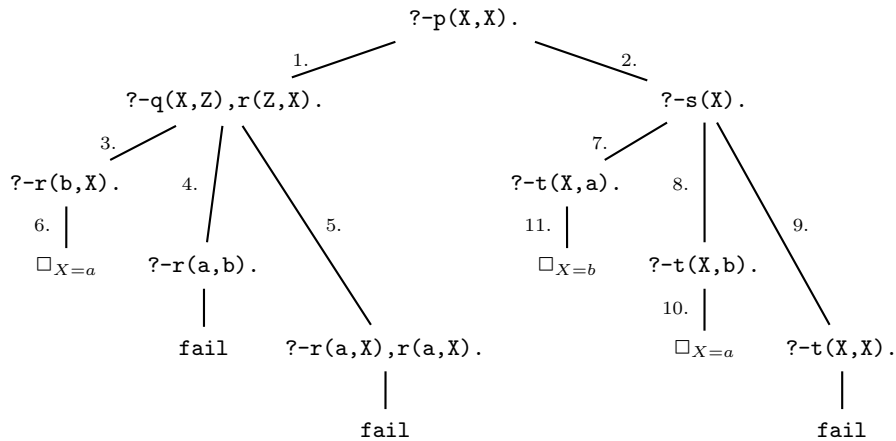 ?-p(X,X).
1. 2.
?-q(X,Z),r(Z,X). ?-s(X).
3. 4. 5. 7. 8. 9.
?-r(b,X). ?-t(X,a).
6. 11.
□X=a ?-r(a,b). □X=b ?-t(X,b).
10.
fail ?-r(a,X),r(a,X). □X=a ?-t(X,X).
fail fail